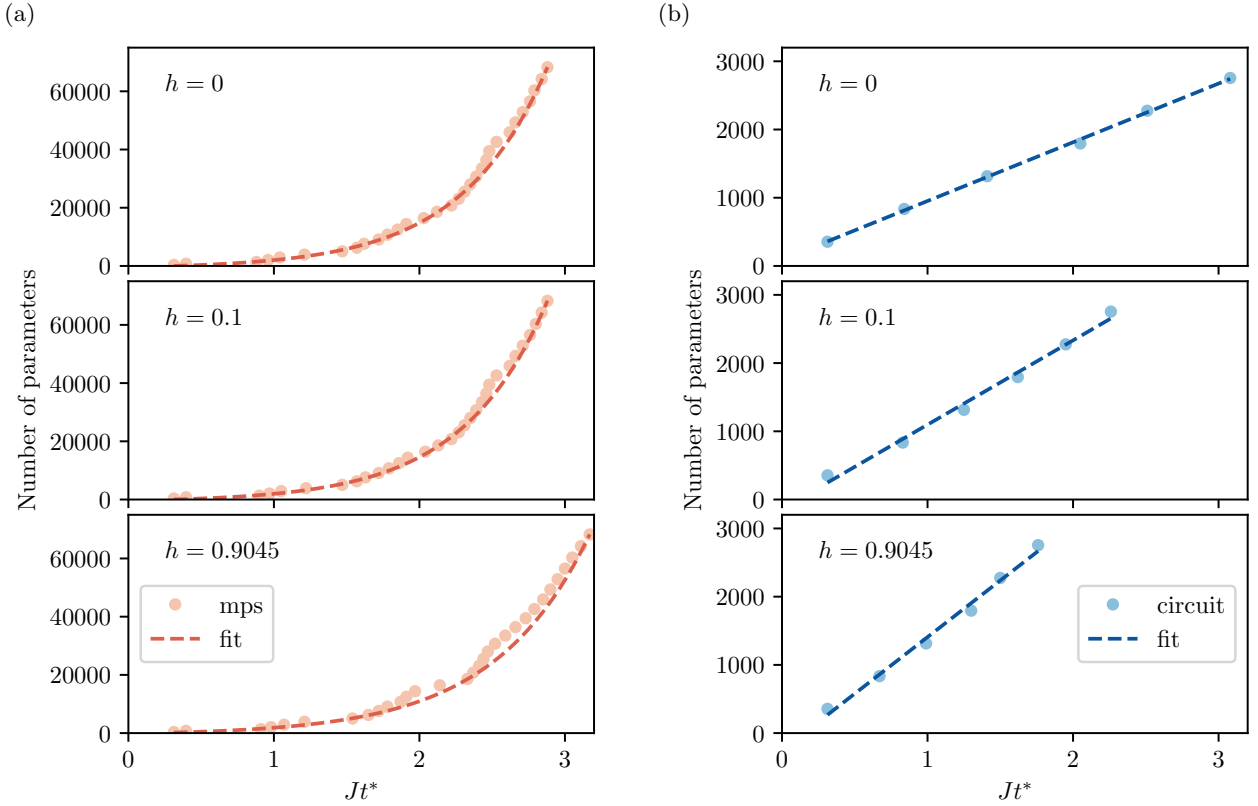 (a)
h = 0
60000
40000
20000
0
h = 0.1
60000
40000
20000
0
Number of parameters
h = 0.9045
60000
40000
20000
0
mps
fit
0 1 2 3
Jt*
(b)
h = 0
3000
2000
1000
0
h = 0.1
3000
2000
1000
0
Number of parameters
h = 0.9045
3000
2000
1000
0
circuit
fit
0 1 2 3
Jt*